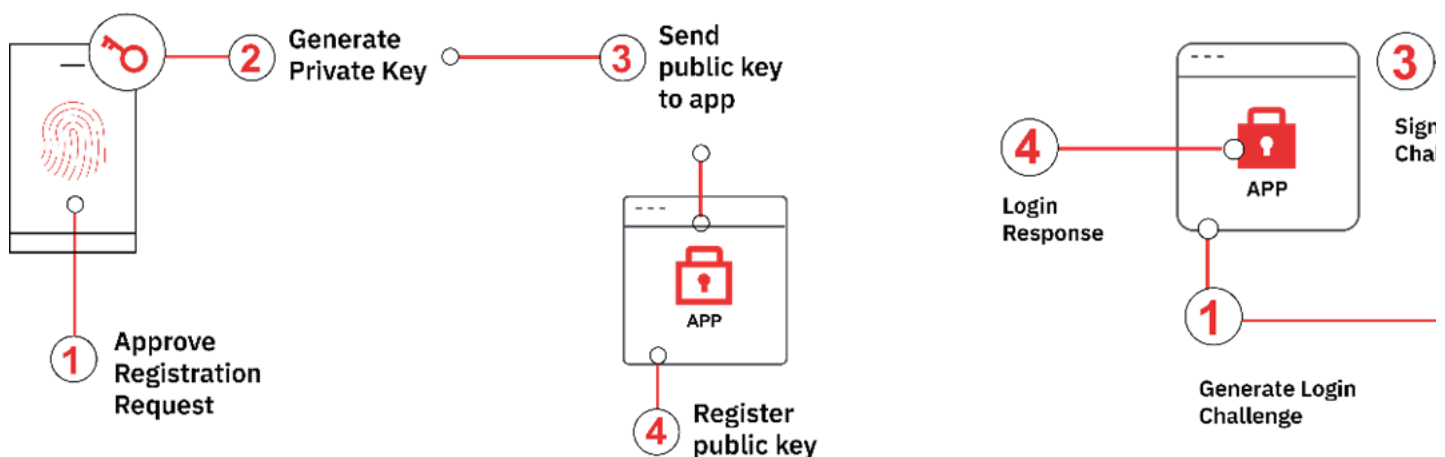 2
Generate
Private Key
3
Send
public key
to app
1
Approve
Registration
Request
APP
4
Register
public key
3
4
Login
Response
APP
1
Generate Login
Challenge